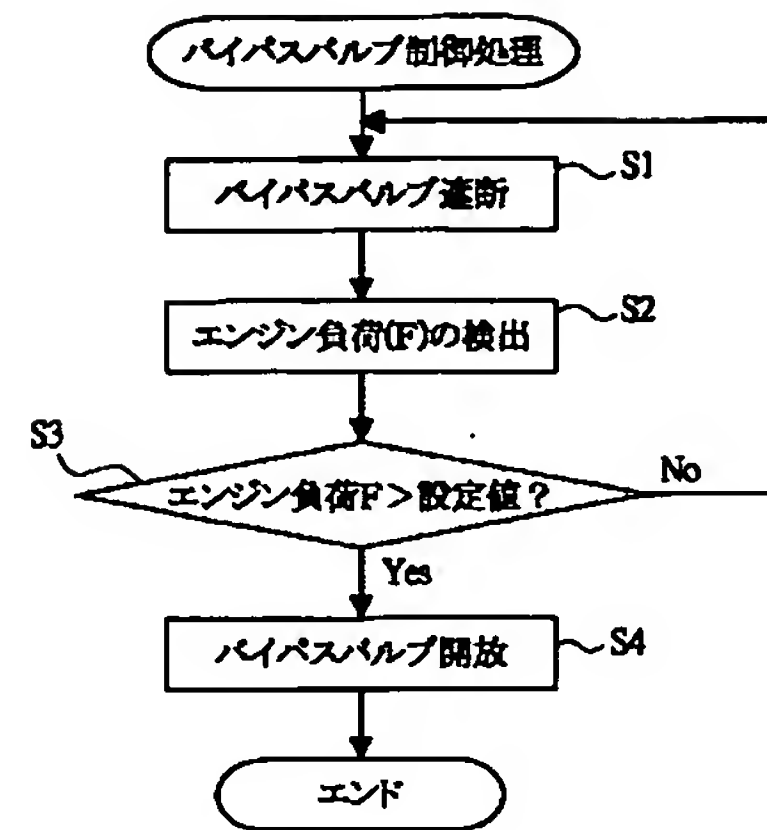 バイパスバルブ制御処理
バイパスバルブ遮断
S1
エンジン負荷(F)の検出
S2
S3
エンジン負荷F＞設定値？
No
Yes
バイパスバルブ開放
S4
エンド